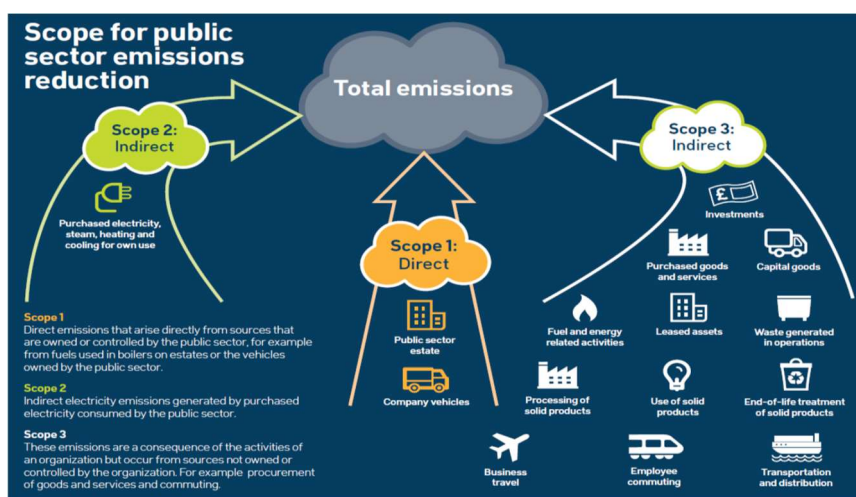 Scope for public
sector emissions
reduction
Total emissions
Scope 2:
Indirect
Scope 3:
Indirect
Purchased electricity,
steam, heating and
cooling for own use
£
Investments
Scope 1:
Direct
Purchased goods
and services
Capital goods
Scope 1
Direct emissions that arise directly from sources that
are owned or controlled by the public sector, for example
from fuels used in boilers on estates or the vehicles
owned by the public sector.
Public sector
estate
Fuel and energy
related activities
Leased assets
Waste generated
in operations
Scope 2
Indirect electricity emissions generated by purchased
electricity consumed by the public sector.
Company vehicles
Processing of
solid products
Use of solid
products
End-of-life treatment
of solid products
Scope 3
These emissions are a consequence of the activities of
an organization but occur from sources not owned or
controlled by the organization. For example procurement
of goods and services and commuting.
Business
travel
Employee
commuting
Transportation
and distribution